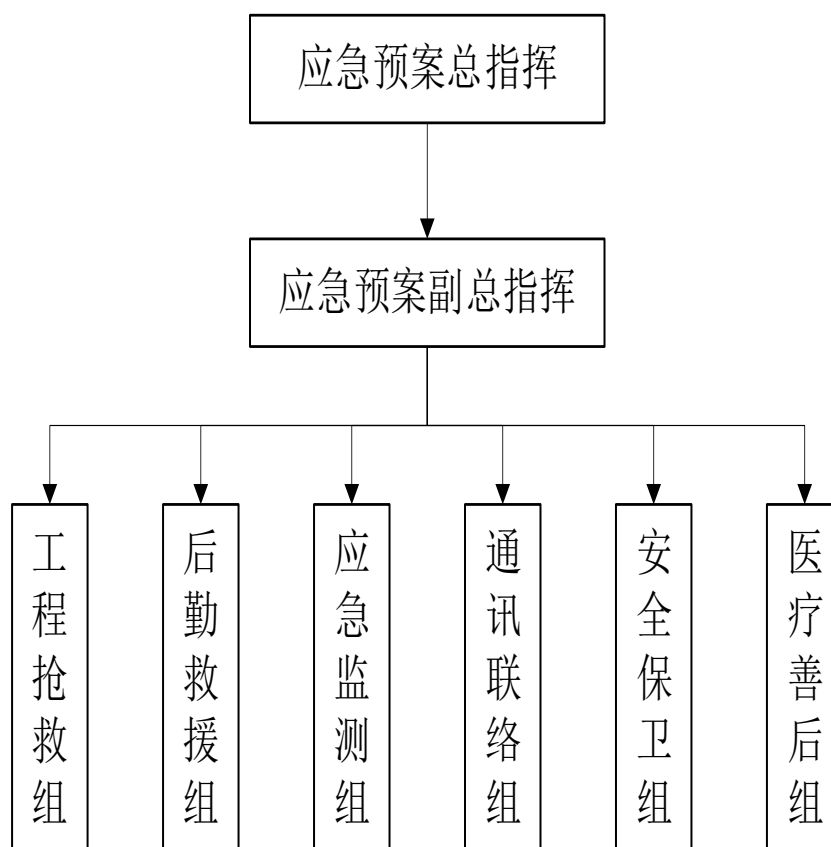 应急预案总指挥
应急预案副总指挥
工程抢救组
后勤救援组
应急监测组
通讯联络组
安全保卫组
医疗善后组